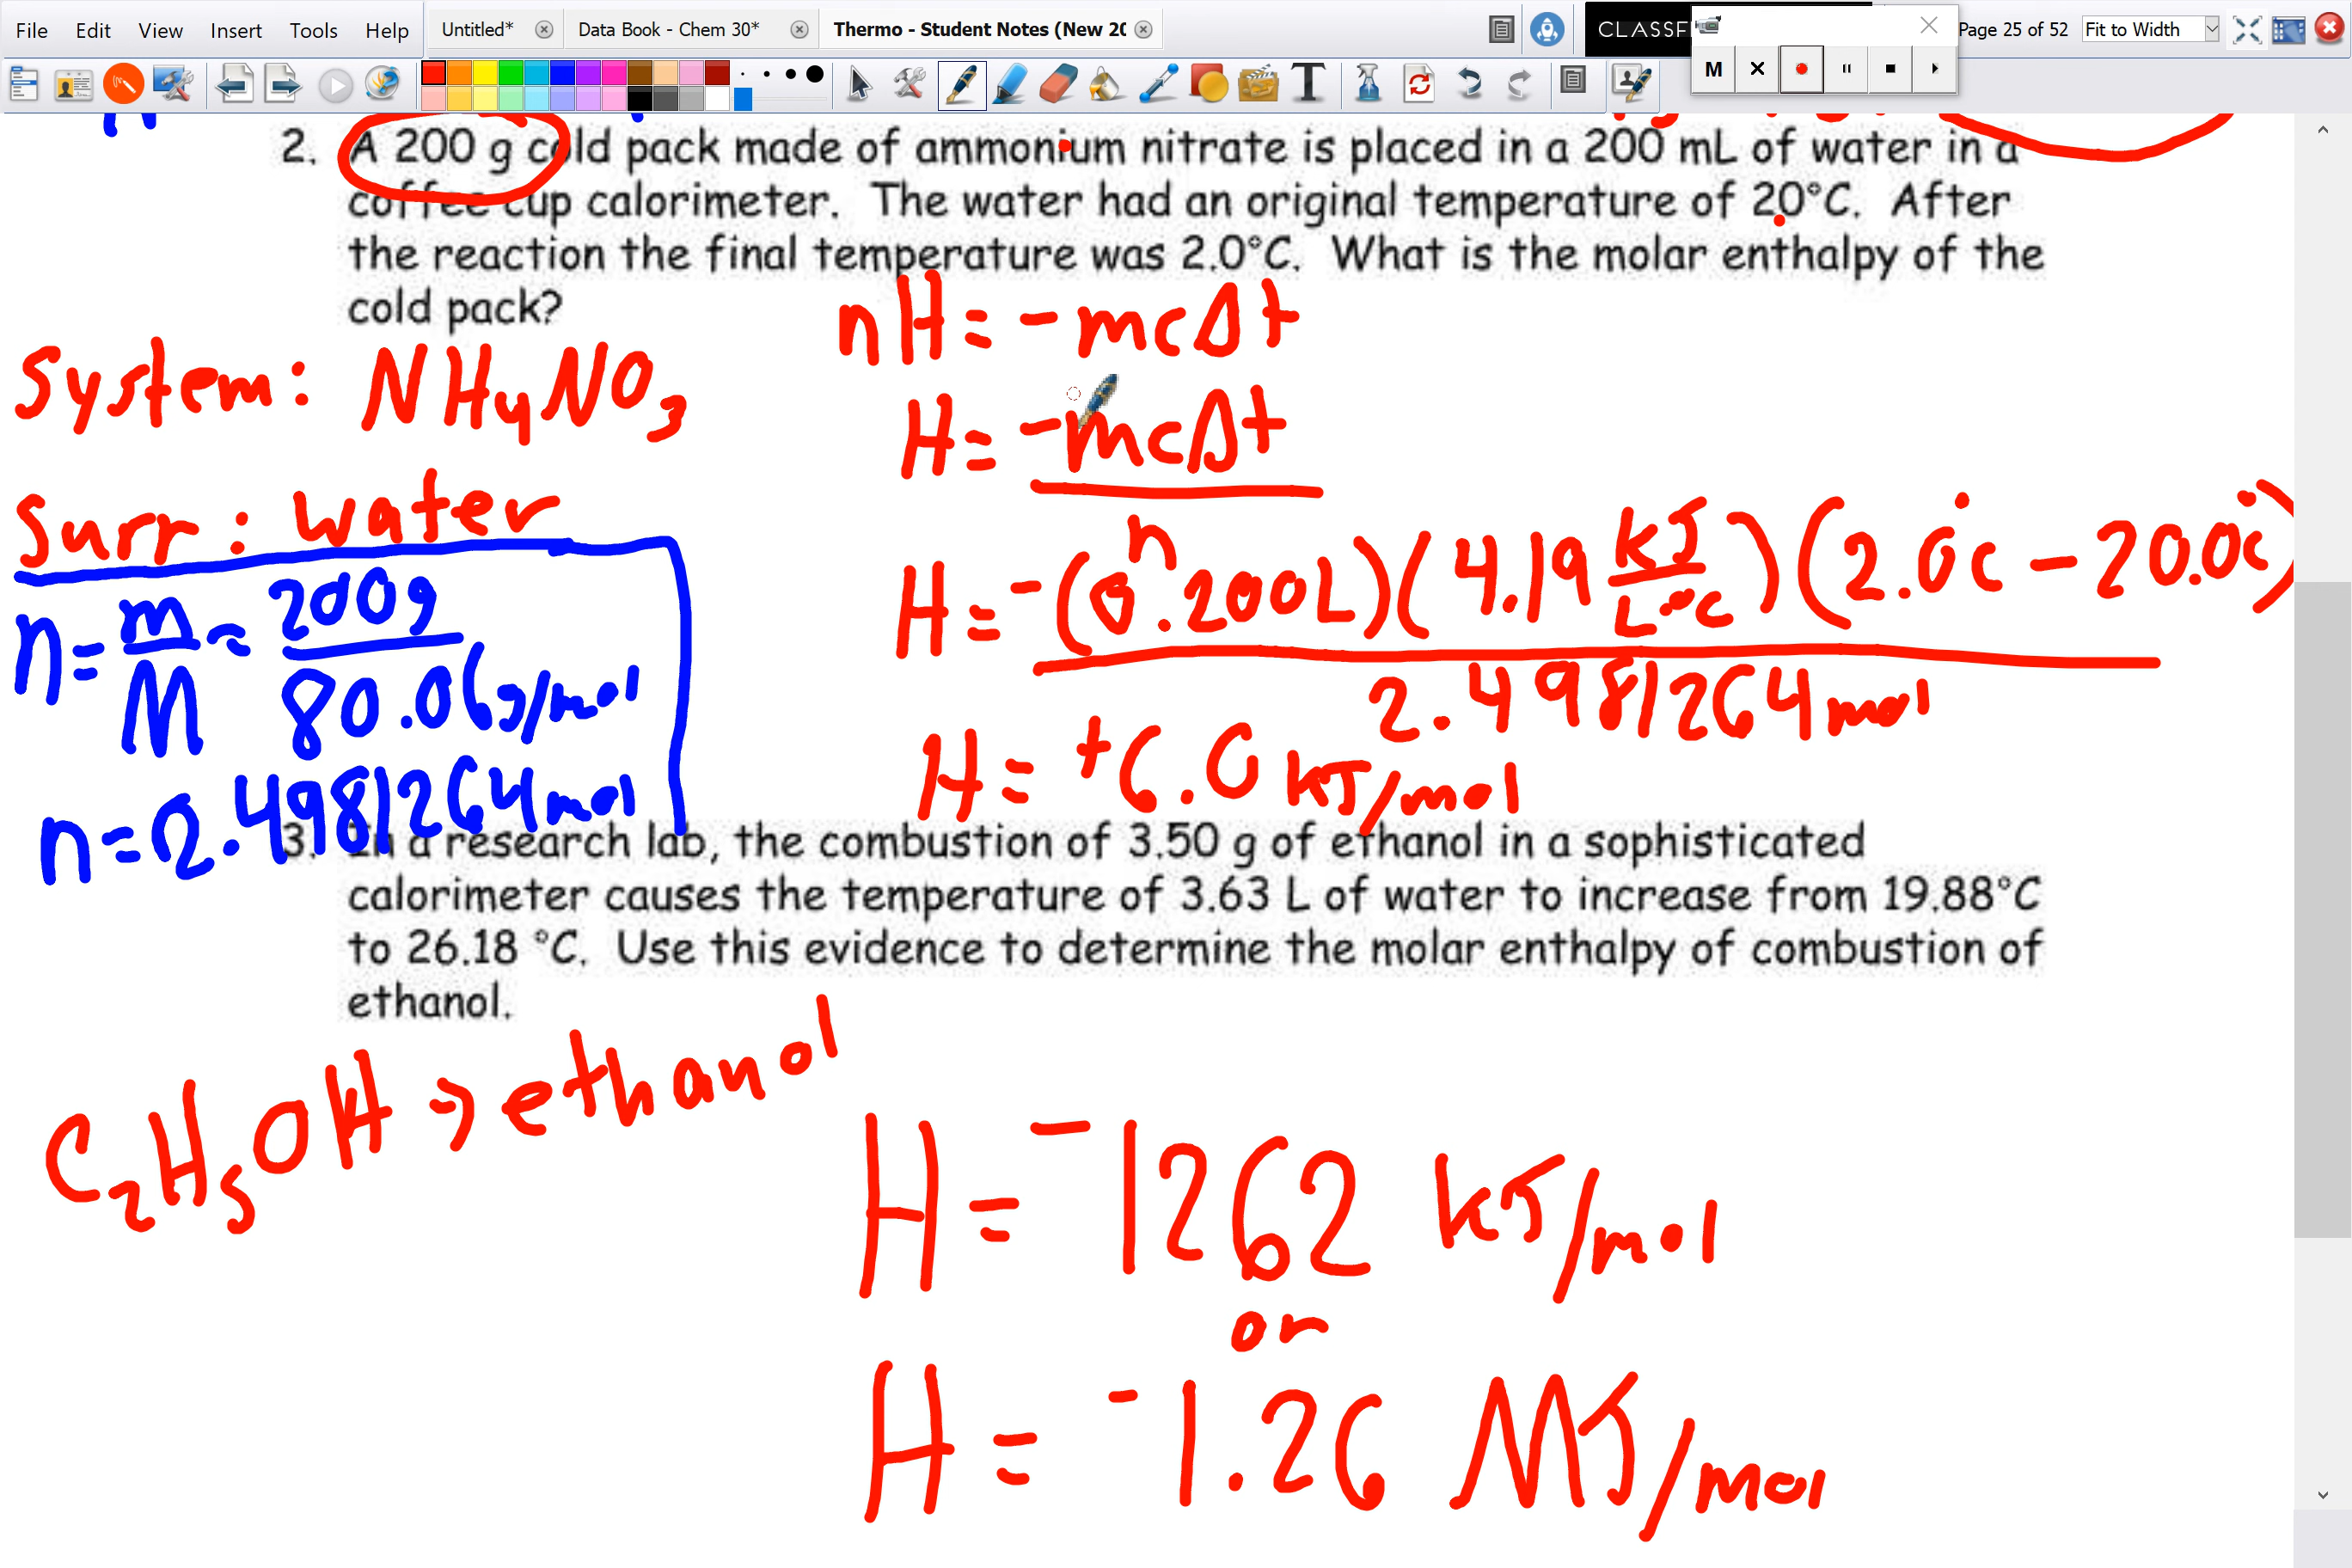 File Edit View Insert Tools Help Untitled* Data Book - Chem 30* Thermo - Student Notes (New 20 Page 25 of 52 Fit to Width
M
2. A 200 g cold pack made of ammonium nitrate is placed in a 200 mL of water in a
coffee cup calorimeter. The water had an original temperature of 20°C. After
the reaction the final temperature was 2.0°C. What is the molar enthalpy of the
cold pack?
nH = -mcΔt
System: NH4NO3
H = -mcΔt
n
Surr: water
H = -(0.200L)(4.19 kJ/L°C)(2.0°C - 20.0°C)
2.4981264mol
n = m/M = 200g/80.06g/mol
n = 2.4981264mol
H = +6.0 kJ/mol
3. In a research lab, the combustion of 3.50 g of ethanol in a sophisticated
calorimeter causes the temperature of 3.63 L of water to increase from 19.88°C
to 26.18 °C. Use this evidence to determine the molar enthalpy of combustion of
ethanol.
C2H5OH → ethanol
H = -1262 kJ/mol
or
H = -1.26 MJ/mol